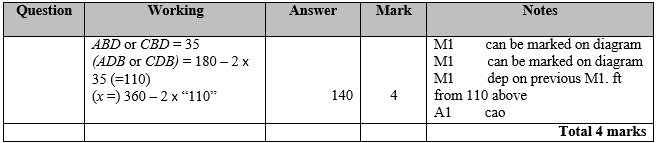 Question Working Answer Mark Notes
ABD or CBD = 35 M1 can be marked on diagram
(ADB or CDB) = 180 – 2 x M1 can be marked on diagram
35 (=110) M1 dep on previous M1. ft
(x =) 360 – 2 x “110” 140 4 from 110 above
A1 cao
Total 4 marks